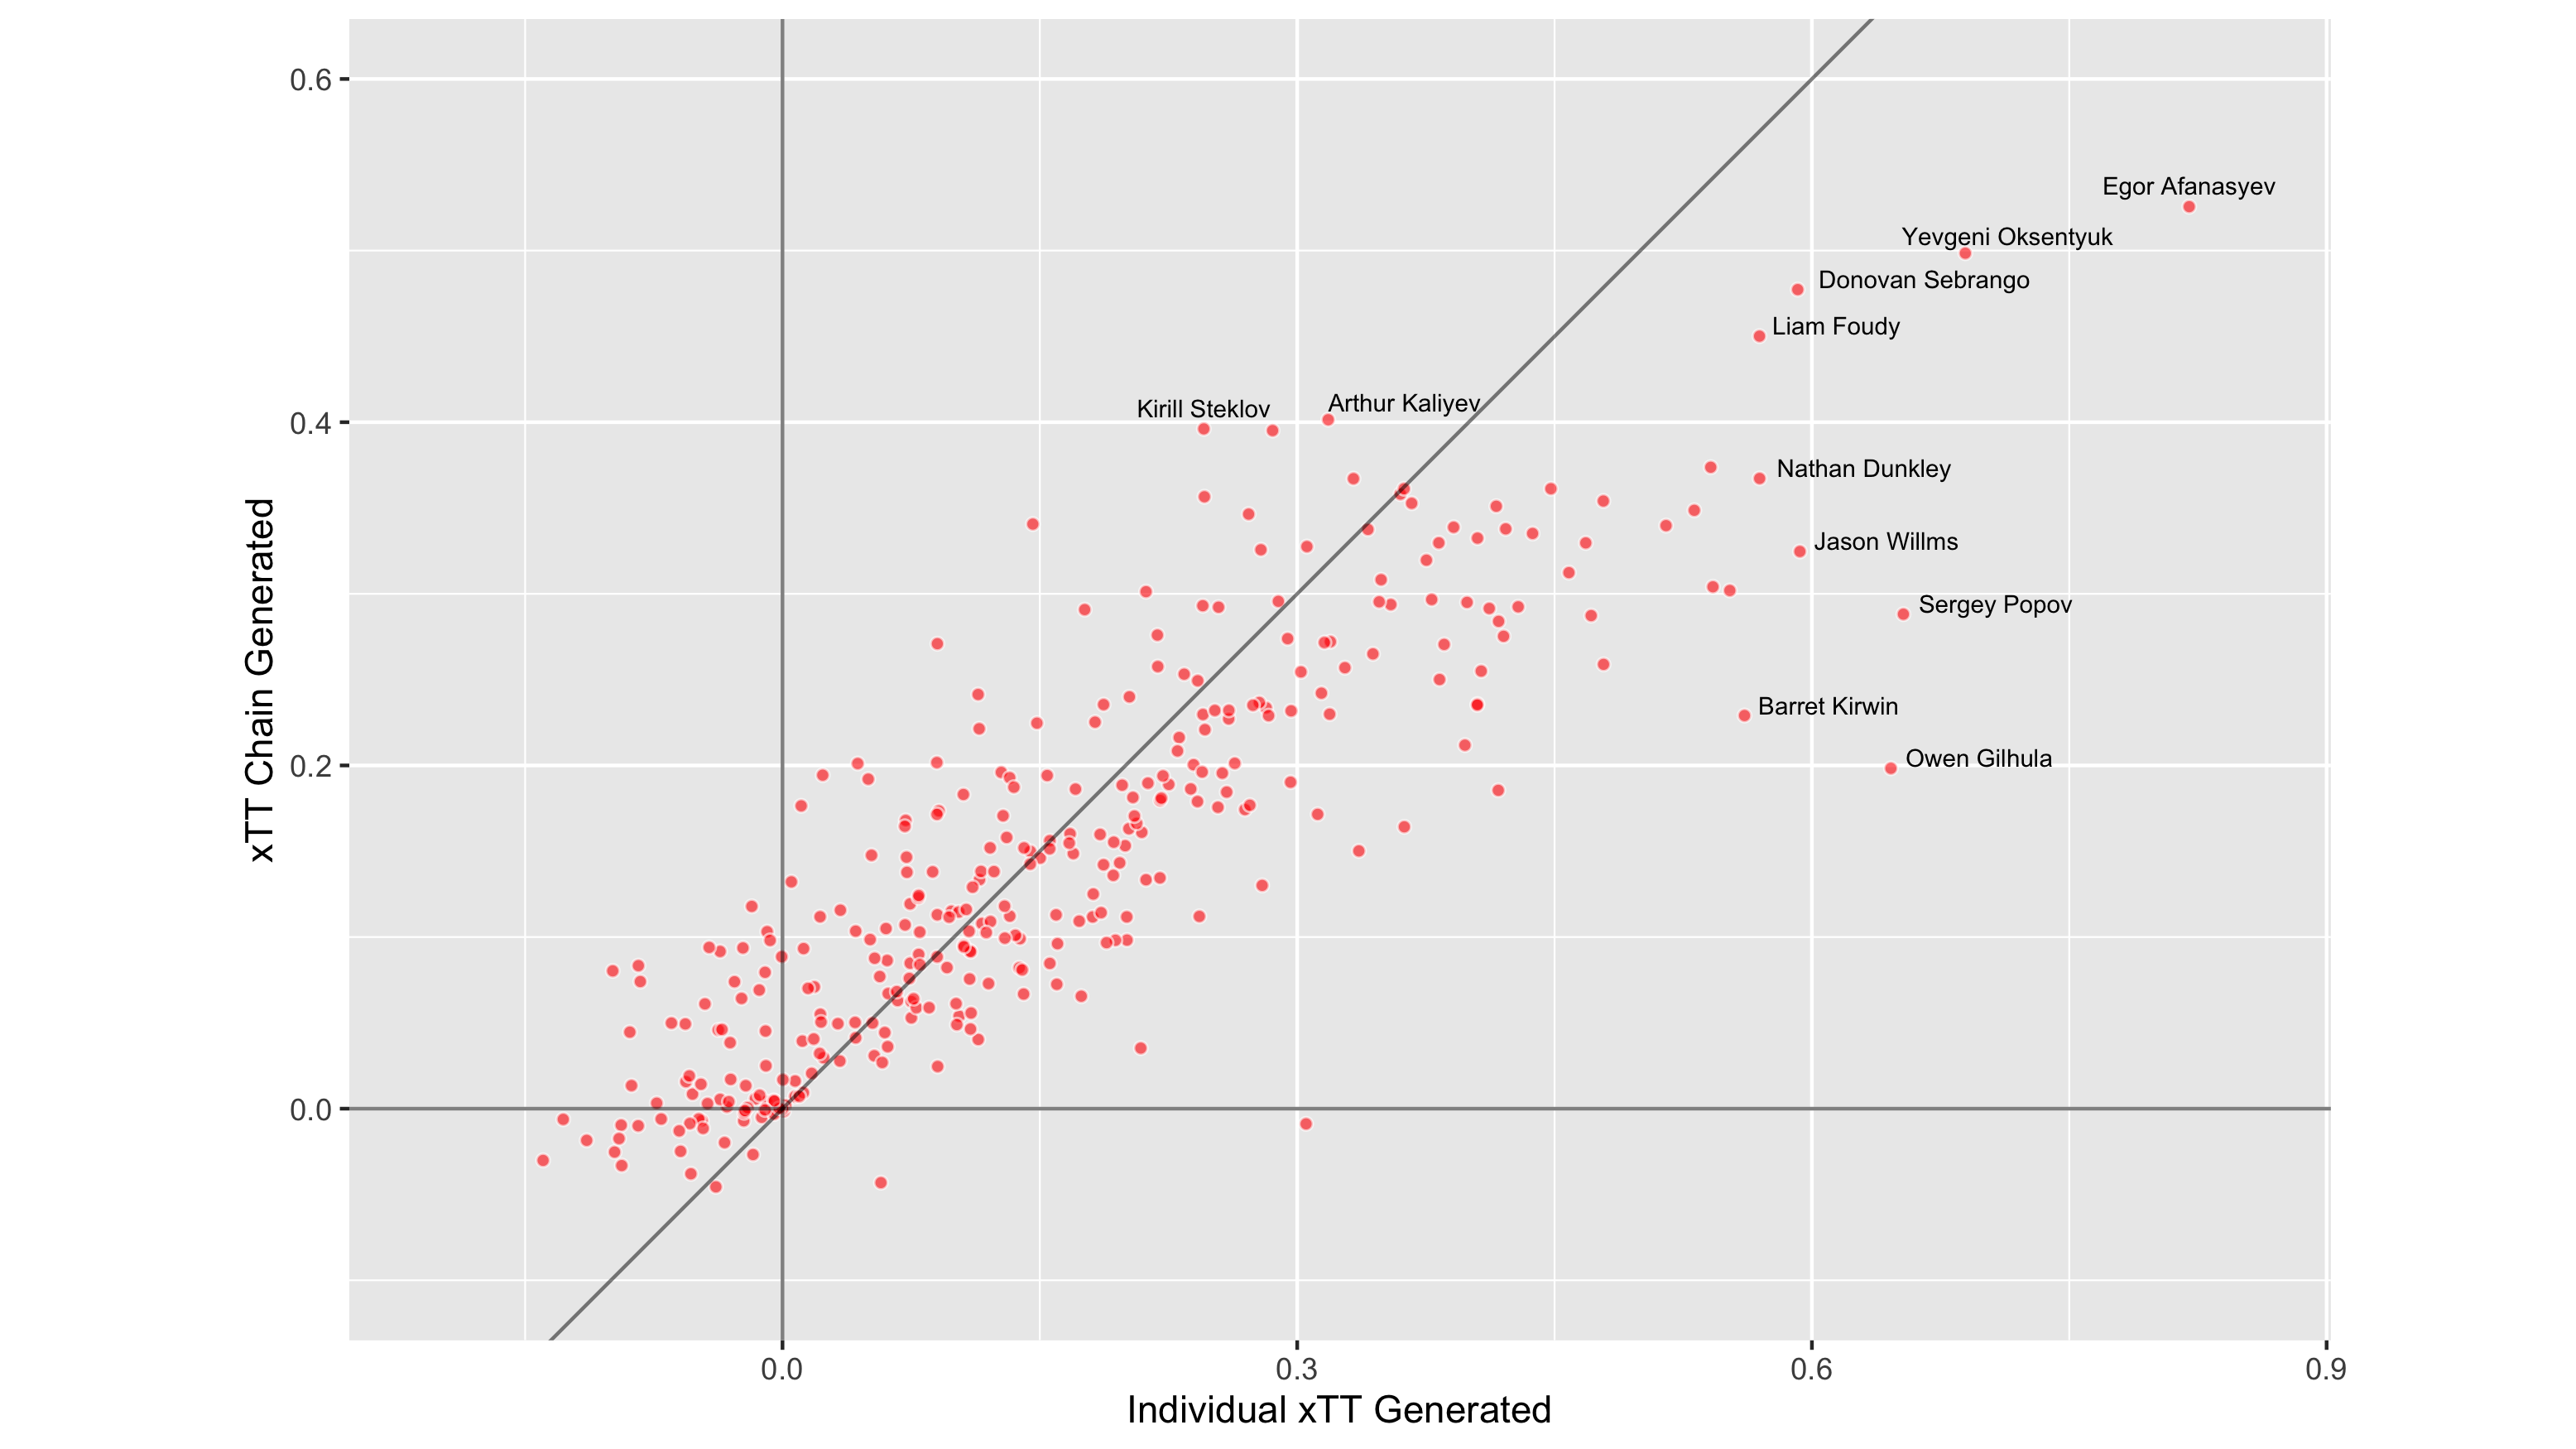 0.6
Egor Afanasyev
Yevgeni Oksentyuk
Donovan Sebrango
Liam Foudy
Kirill Steklov
Arthur Kaliyev
0.4
Nathan Dunkley
Jason Willms
Sergey Popov
Barret Kirwin
Owen Gilhula
0.2
0.0
xTT Chain Generated
0.0
0.3
0.6
0.9
Individual xTT Generated